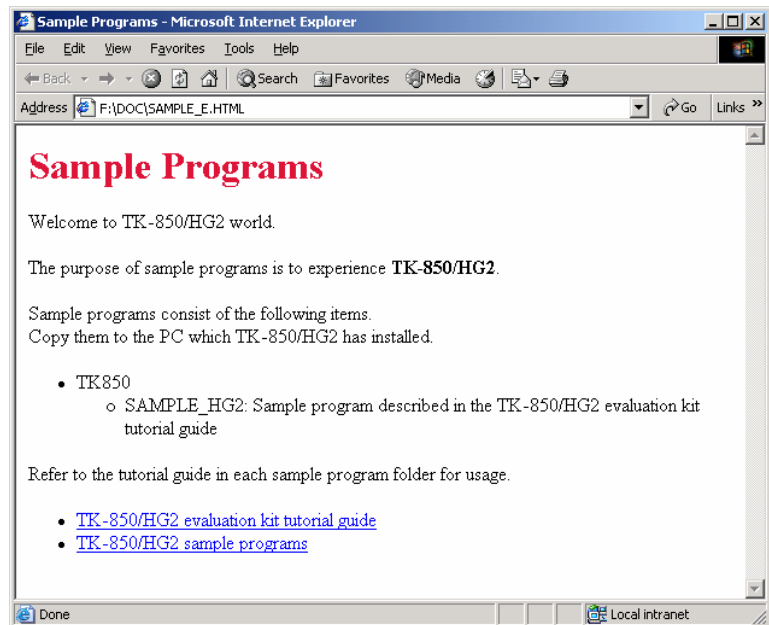 Sample Programs - Microsoft Internet Explorer
File Edit View Favorites Tools Help
Back Search Favorites Media
Address F:\DOC\SAMPLE_E.HTML Go Links »
Sample Programs
Welcome to TK-850/HG2 world.
The purpose of sample programs is to experience TK-850/HG2.
Sample programs consist of the following items.
Copy them to the PC which TK-850/HG2 has installed.
• TK850
o SAMPLE_HG2: Sample program described in the TK-850/HG2 evaluation kit
tutorial guide
Refer to the tutorial guide in each sample program folder for usage.
• TK-850/HG2 evaluation kit tutorial guide
• TK-850/HG2 sample programs
Done Local intranet